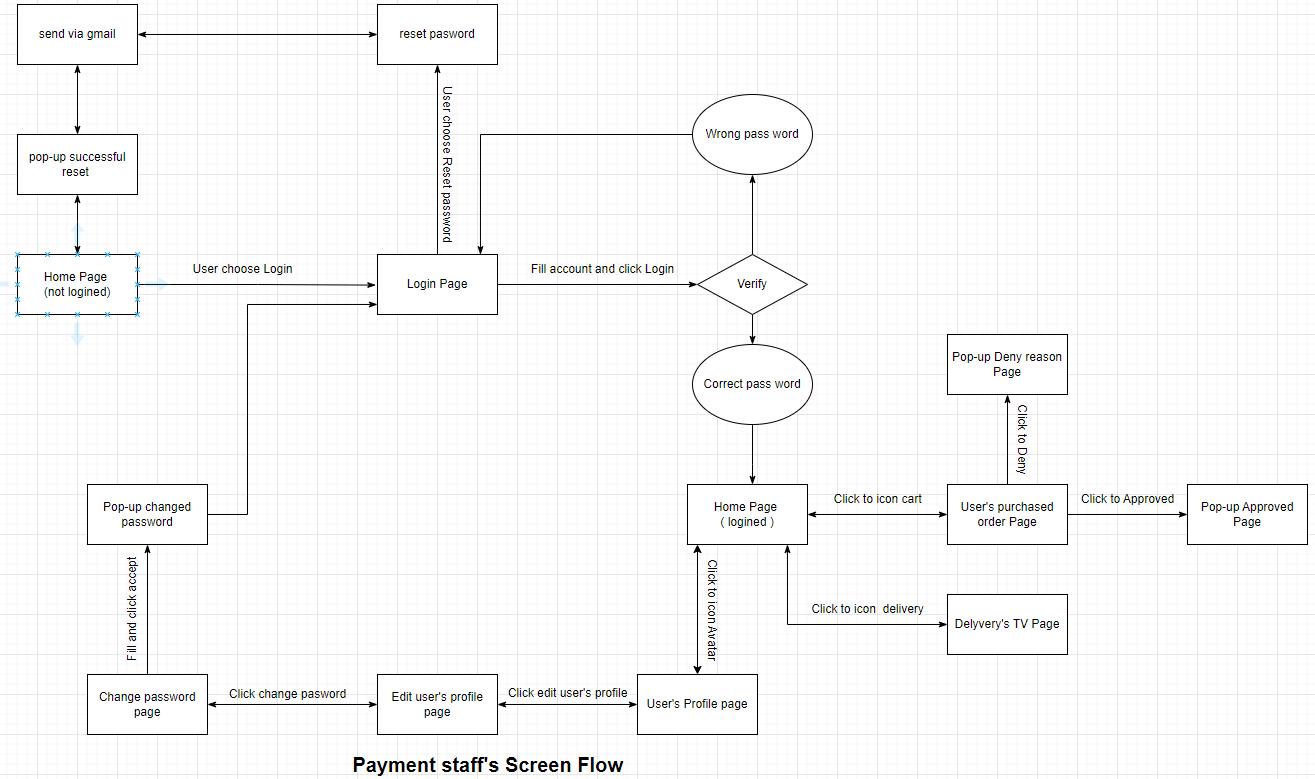 send via gmail
reset pasword
User choose Reset password
Wrong pass word
pop-up successful
reset
Home Page
(not logined)
User choose Login
Login Page
Fill account and click Login
Verify
Correct pass word
Pop-up Deny reason
Page
Click to Deny
Pop-up changed
password
Home Page
( logined )
Click to icon cart
User's purchased
order Page
Click to Approved
Pop-up Approved
Page
Fill and click accept
Click to icon Avatar
Click to icon  delivery
Delyvery's TV Page
Change password
page
Click change pasword
Edit user's profile
page
Click edit user's profile
User's Profile page
Payment staff's Screen Flow